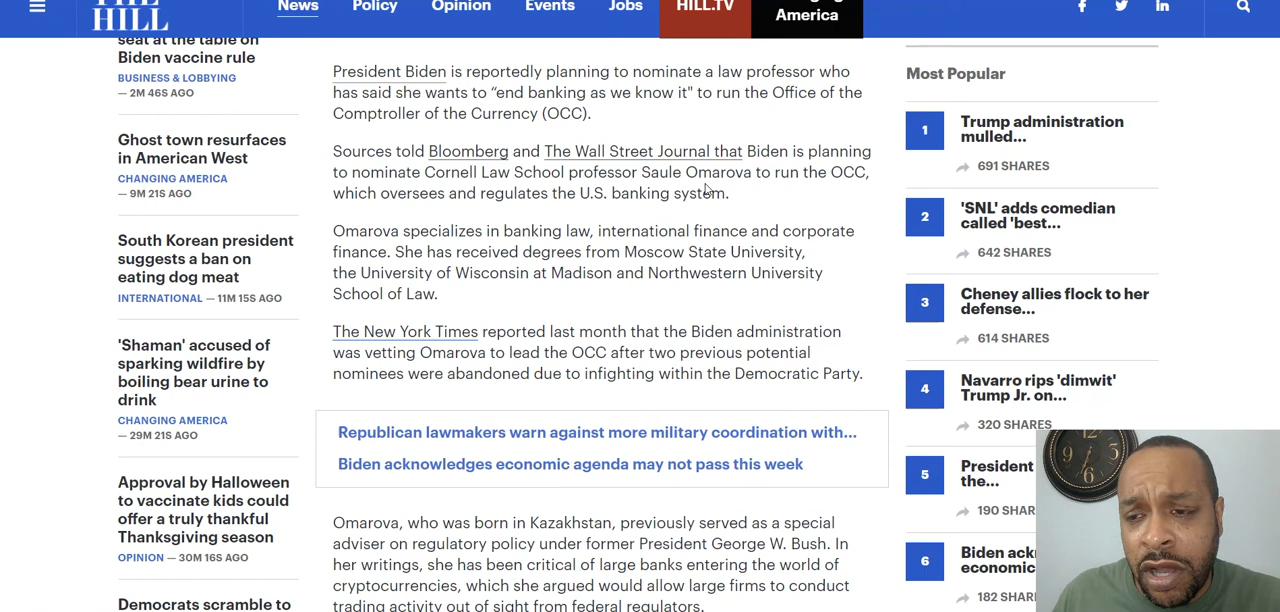 THE
HILL
News
Policy
Opinion
Events
Jobs
HILL.TV
America
seat at the table on
Biden vaccine rule
BUSINESS & LOBBYING
— 2M 46S AGO
Ghost town resurfaces
in American West
CHANGING AMERICA
— 9M 21S AGO
South Korean president
suggests a ban on
eating dog meat
INTERNATIONAL — 11M 15S AGO
'Shaman' accused of
sparking wildfire by
boiling bear urine to
drink
CHANGING AMERICA
— 29M 21S AGO
Approval by Halloween
to vaccinate kids could
offer a truly thankful
Thanksgiving season
OPINION — 30M 16S AGO
Democrats scramble to
President Biden is reportedly planning to nominate a law professor who
has said she wants to “end banking as we know it" to run the Office of the
Comptroller of the Currency (OCC).
Sources told Bloomberg and The Wall Street Journal that Biden is planning
to nominate Cornell Law School professor Saule Omarova to run the OCC,
which oversees and regulates the U.S. banking system.
Omarova specializes in banking law, international finance and corporate
finance. She has received degrees from Moscow State University,
the University of Wisconsin at Madison and Northwestern University
School of Law.
The New York Times reported last month that the Biden administration
was vetting Omarova to lead the OCC after two previous potential
nominees were abandoned due to infighting within the Democratic Party.
Republican lawmakers warn against more military coordination with...
Biden acknowledges economic agenda may not pass this week
Omarova, who was born in Kazakhstan, previously served as a special
adviser on regulatory policy under former President George W. Bush. In
her writings, she has been critical of large banks entering the world of
cryptocurrencies, which she argued would allow large firms to conduct
trading activity out of sight from federal regulators.
Most Popular
1
Trump administration
mulled...
691 SHARES
2
'SNL' adds comedian
called 'best...
642 SHARES
3
Cheney allies flock to her
defense...
614 SHARES
4
Navarro rips 'dimwit'
Trump Jr. on...
320 SHARES
5
President
the...
190 SHAR
6
Biden ack
economic
182 SHAR